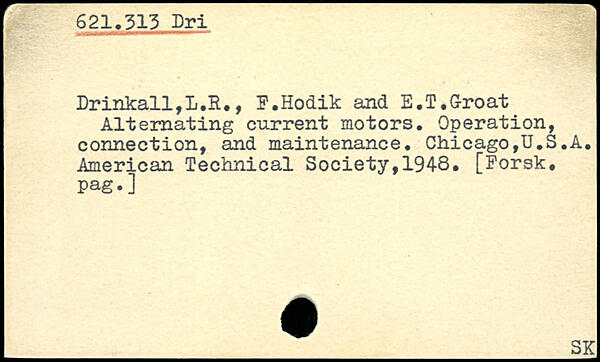 621.313 Dri
Drinkall,L.R., F.Hodik and E.T.Groat
Alternating current motors. Operation,
connection, and maintenance. Chicago,U.S.A.
American Technical Society,1948. [Forsk.
pag.]
SK